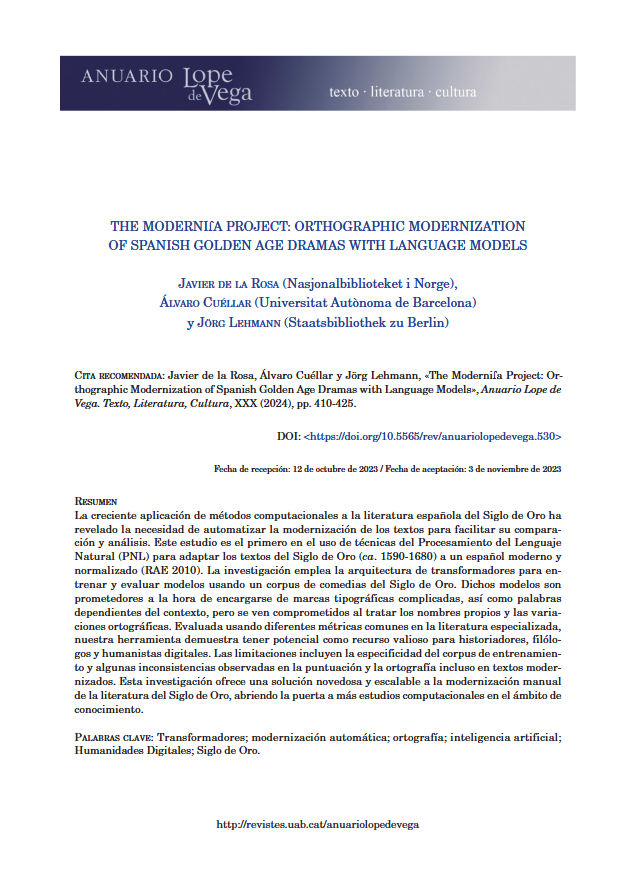 ANUARIO Lope de Vega
texto · literatura · cultura
THE MODERNIſA PROJECT: ORTHOGRAPHIC MODERNIZATION
OF SPANISH GOLDEN AGE DRAMAS WITH LANGUAGE MODELS
Javier de la Rosa (Nasjonalbiblioteket i Norge),
Álvaro Cuéllar (Universitat Autònoma de Barcelona)
y Jörg Lehmann (Staatsbibliothek zu Berlin)
Cita recomendada: Javier de la Rosa, Álvaro Cuéllar y Jörg Lehmann, «The Moderniſa Project: Or-
thographic Modernization of Spanish Golden Age Dramas with Language Models», Anuario Lope de
Vega. Texto, Literatura, Cultura, XXX (2024), pp. 410-425.
DOI: <https://doi.org/10.5565/rev/anuariolopedevega.530>
Fecha de recepción: 12 de octubre de 2023 / Fecha de aceptación: 3 de noviembre de 2023
Resumen
La creciente aplicación de métodos computacionales a la literatura española del Siglo de Oro ha
revelado la necesidad de automatizar la modernización de los textos para facilitar su compara-
ción y análisis. Este estudio es el primero en el uso de técnicas del Procesamiento del Lenguaje
Natural (PNL) para adaptar los textos del Siglo de Oro (ca. 1590-1680) a un español moderno y
normalizado (RAE 2010). La investigación emplea la arquitectura de transformadores para en-
trenar y evaluar modelos usando un corpus de comedias del Siglo de Oro. Dichos modelos son
prometedores a la hora de encargarse de marcas tipográficas complicadas, así como palabras
dependientes del contexto, pero se ven comprometidos al tratar los nombres propios y las varia-
ciones ortográficas. Evaluada usando diferentes métricas comunes en la literatura especializada,
nuestra herramienta demuestra tener potencial como recurso valioso para historiadores, filólo-
gos y humanistas digitales. Las limitaciones incluyen la especificidad del corpus de entrenamien-
to y algunas inconsistencias observadas en la puntuación y la ortografía incluso en textos moder-
nizados. Esta investigación ofrece una solución novedosa y escalable a la modernización manual
de la literatura del Siglo de Oro, abriendo la puerta a más estudios computacionales en el ámbito de
conocimiento.
Palabras clave: Transformadores; modernización automática; ortografía; inteligencia artificial;
Humanidades Digitales; Siglo de Oro.
http://revistes.uab.cat/anuariolopedevega